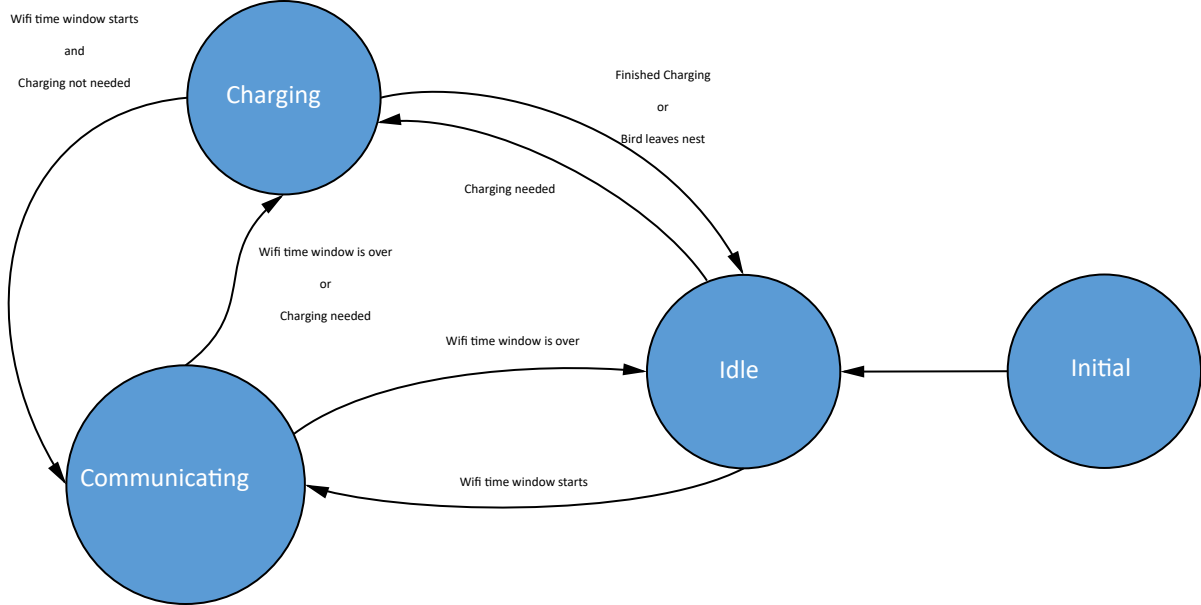 Wifi time window starts
and
Charging not needed
Charging
Finished Charging
or
Bird leaves nest
Charging needed
Wifi time window is over
or
Charging needed
Wifi time window is over
Idle
Initial
Communicating
Wifi time window starts